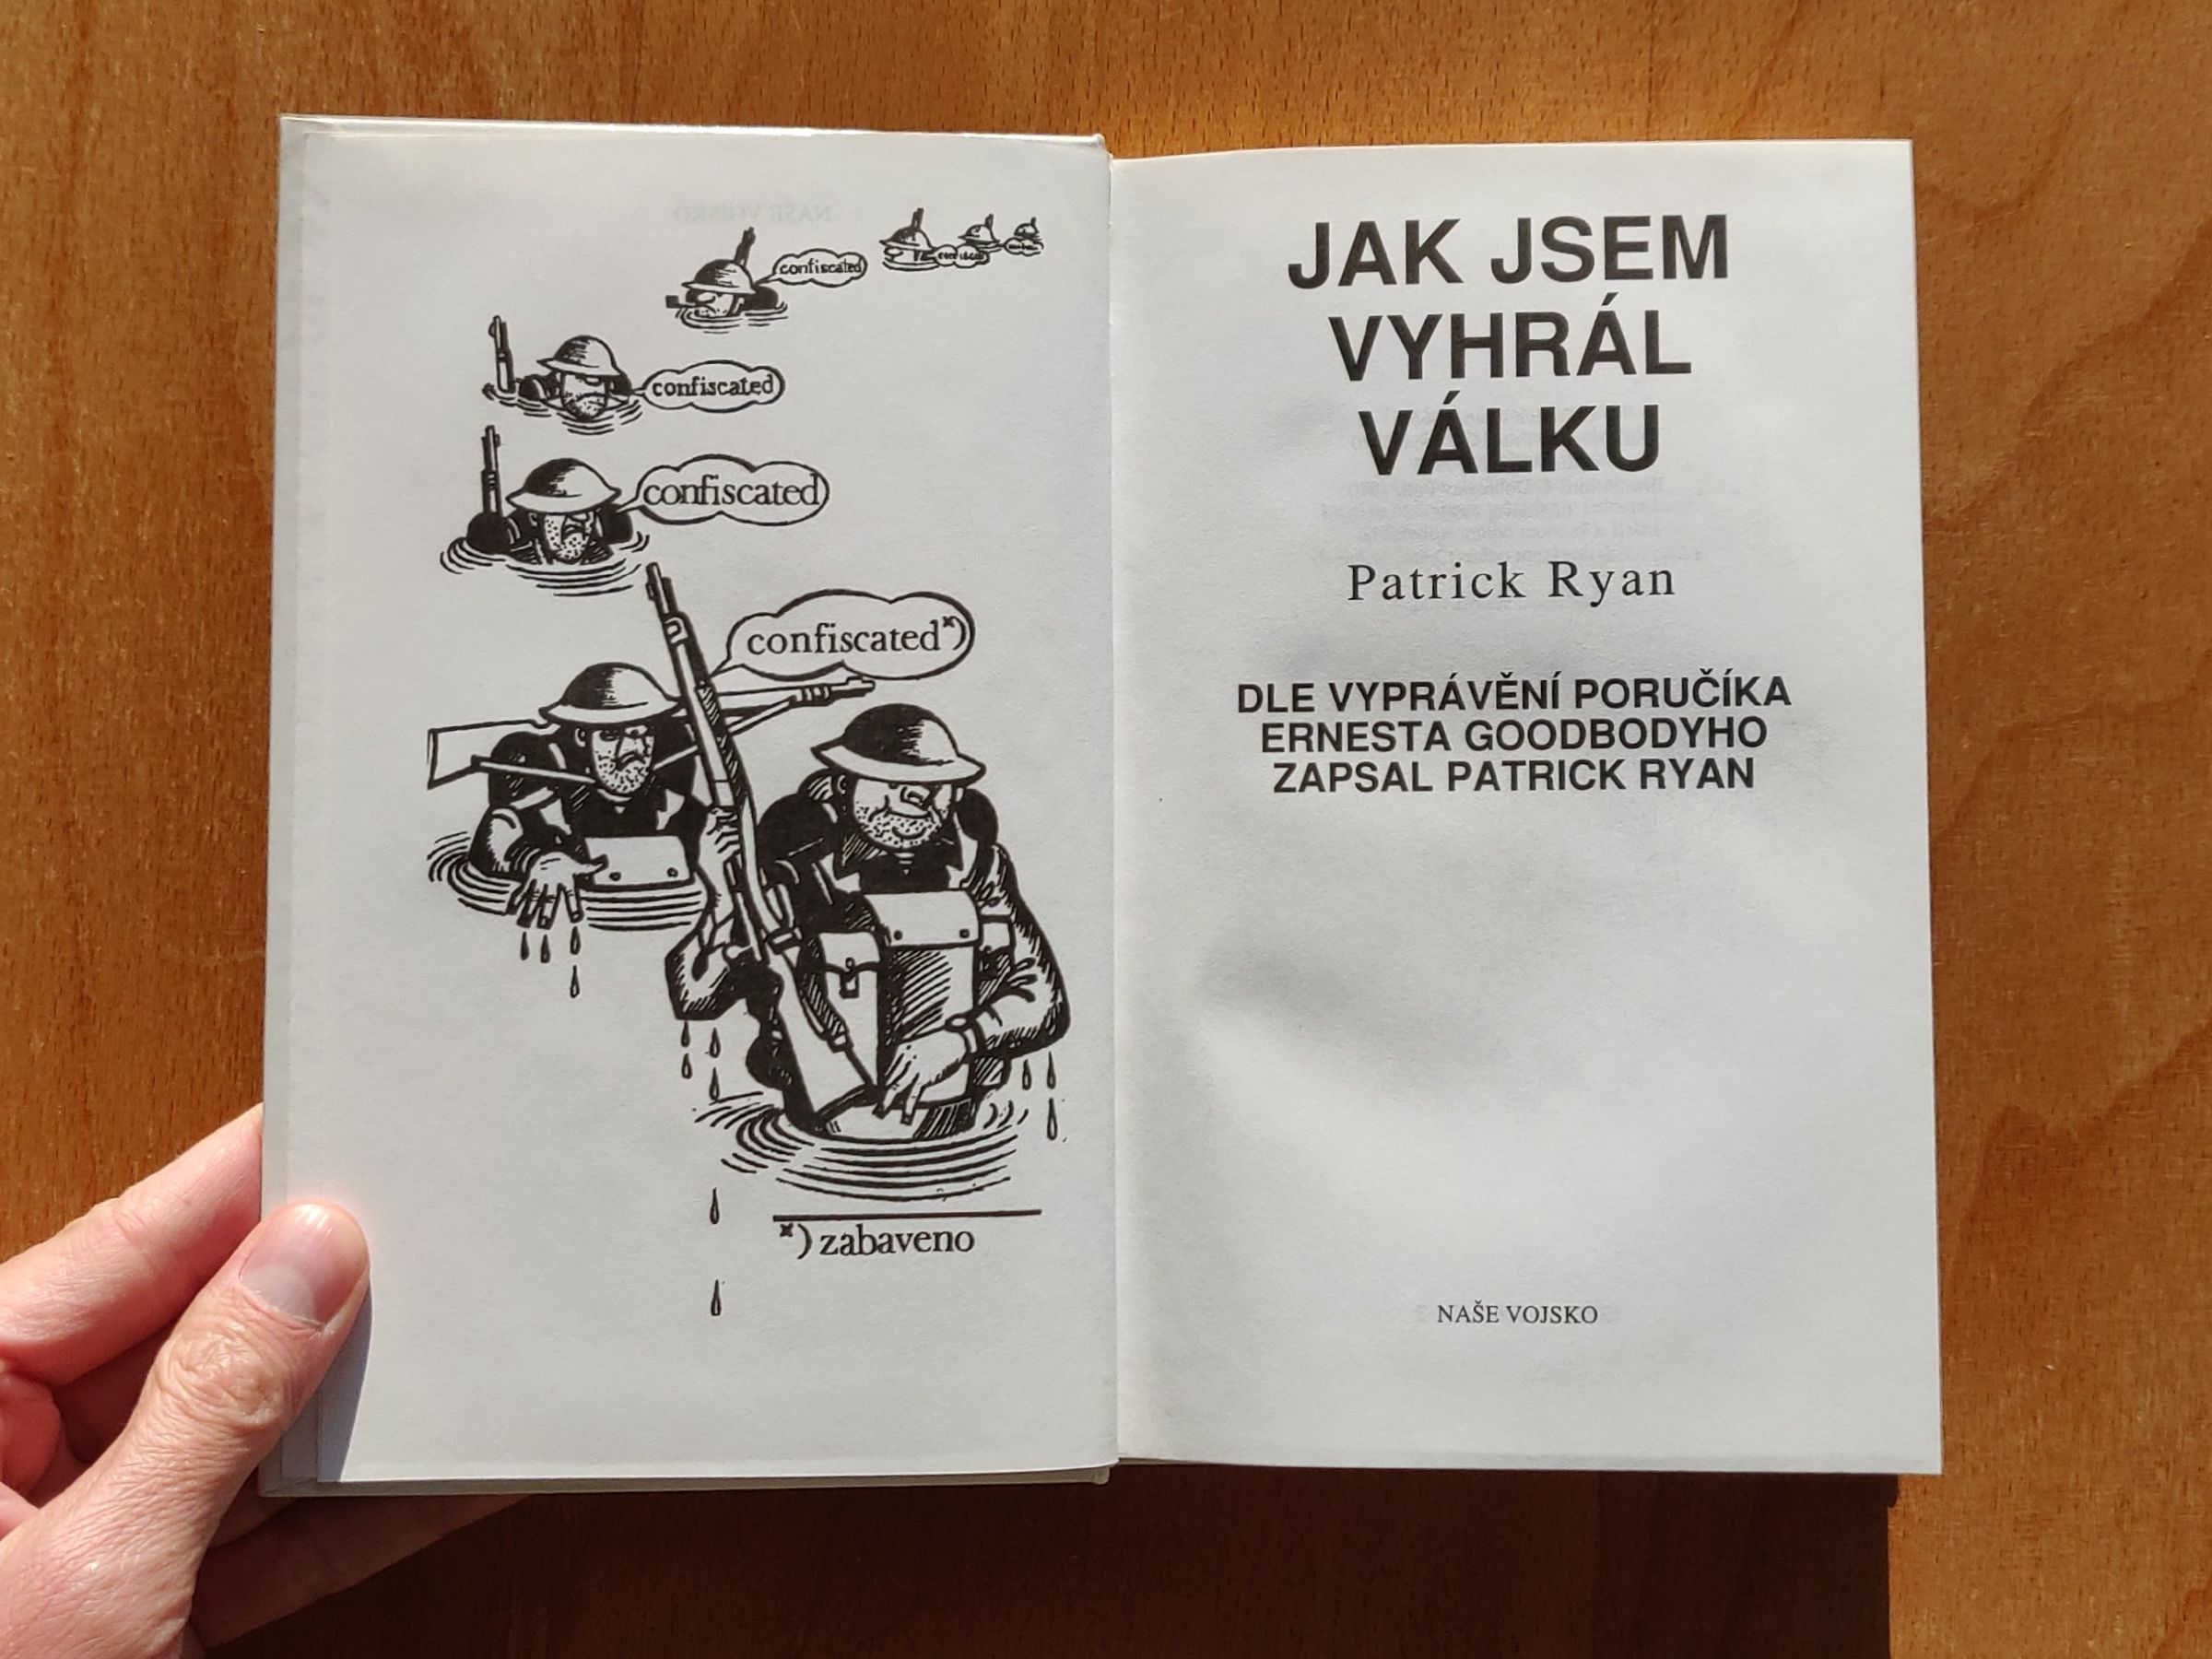 confiscated
confiscated
confiscated
confiscated*)
*) zabaveno
JAK JSEM
VYHRÁL
VÁLKU
Patrick Ryan
DLE VYPRÁVĚNÍ PORUČÍKA
ERNESTA GOODBODYHO
ZAPSAL PATRICK RYAN
NAŠE VOJSKO